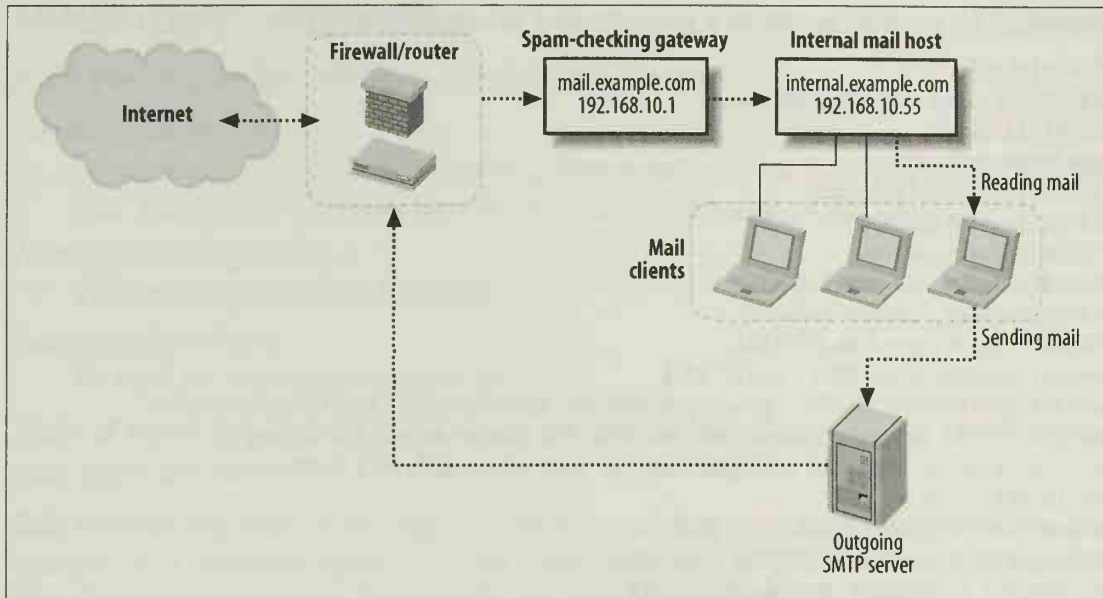 Internet
Firewall/router
Spam-checking gateway
mail.example.com
192.168.10.1
Internal mail host
internal.example.com
192.168.10.55
Reading mail
Mail
clients
Sending mail
Outgoing
SMTP server